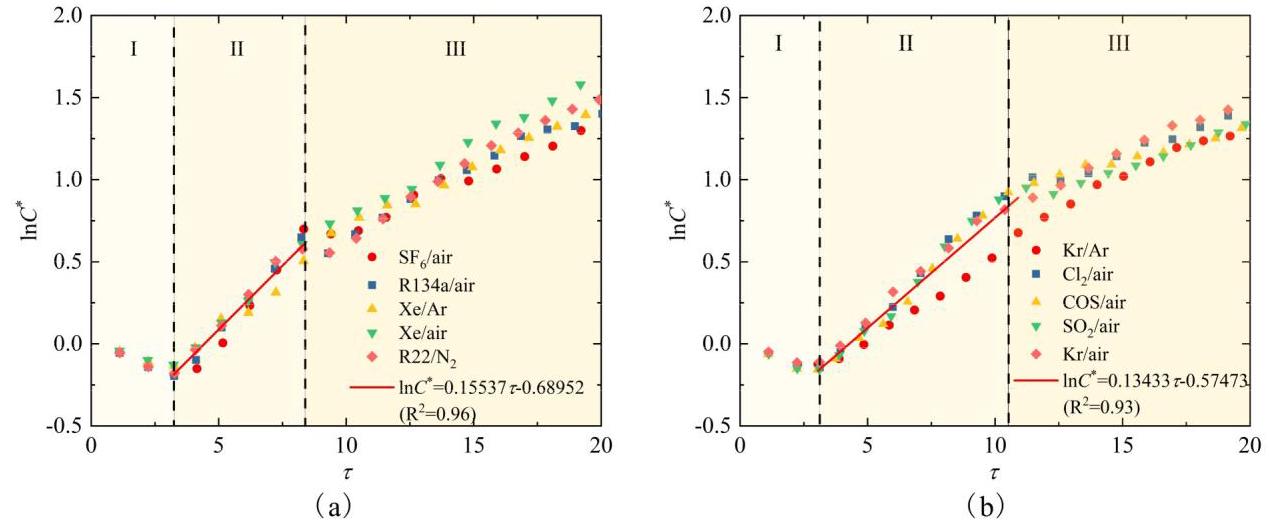 2.0
1.5
1.0
0.5
0.0
-0.5
lnC*
I
II
III
SF6/air
R134a/air
Xe/Ar
Xe/air
R22/N2
lnC*=0.15537τ-0.68952
(R2=0.96)
0 5 10 15 20
τ
(a)
2.0
1.5
1.0
0.5
0.0
-0.5
lnC*
I
II
III
Kr/Ar
Cl2/air
COS/air
SO2/air
Kr/air
lnC*=0.13433τ-0.57473
(R2=0.93)
0 5 10 15 20
τ
(b)